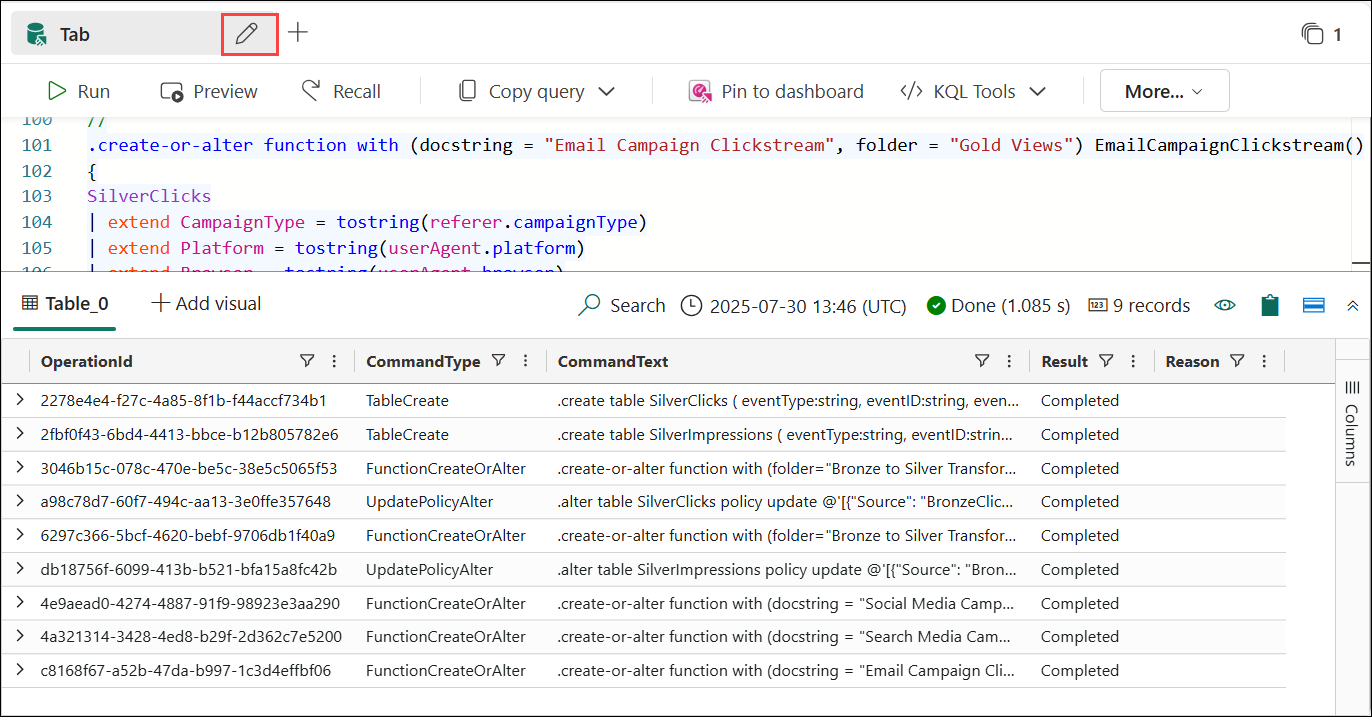 Tab
1
Run Preview Recall Copy query Pin to dashboard </> KQL Tools More...
100 //
101 .create-or-alter function with (docstring = "Email Campaign Clickstream", folder = "Gold Views") EmailCampaignClickstream()
102 {
103 SilverClicks
104 | extend CampaignType = tostring(referer.campaignType)
105 | extend Platform = tostring(userAgent.platform)
106 | extend Browser = tostring(userAgent.browser)
Table_0 + Add visual Search 2025-07-30 13:46 (UTC) Done (1.085 s) 123 9 records
OperationId CommandType CommandText Result Reason
2278e4e4-f27c-4a85-8f1b-f44accf734b1 TableCreate .create table SilverClicks ( eventType:string, eventID:string, even... Completed
2fbf0f43-6bd4-4413-bbce-b12b805782e6 TableCreate .create table SilverImpressions ( eventType:string, eventID:strin... Completed
3046b15c-078c-470e-be5c-38e5c5065f53 FunctionCreateOrAlter .create-or-alter function with (folder="Bronze to Silver Transfor... Completed
a98c78d7-60f7-494c-aa13-3e0ffe357648 UpdatePolicyAlter .alter table SilverClicks policy update @'[{"Source": "BronzeClic... Completed
6297c366-5bcf-4620-bebf-9706db1f40a9 FunctionCreateOrAlter .create-or-alter function with (folder="Bronze to Silver Transfor... Completed
db18756f-6099-413b-b521-bfa15a8fc42b UpdatePolicyAlter .alter table SilverImpressions policy update @'[{"Source": "Bron... Completed
4e9aead0-4274-4887-91f9-98923e3aa290 FunctionCreateOrAlter .create-or-alter function with (docstring = "Social Media Camp... Completed
4a321314-3428-4ed8-b29f-2d362c7e5200 FunctionCreateOrAlter .create-or-alter function with (docstring = "Search Media Cam... Completed
c8168f67-a52b-47da-b997-1c3d4effbf06 FunctionCreateOrAlter .create-or-alter function with (docstring = "Email Campaign Cli... Completed
Columns